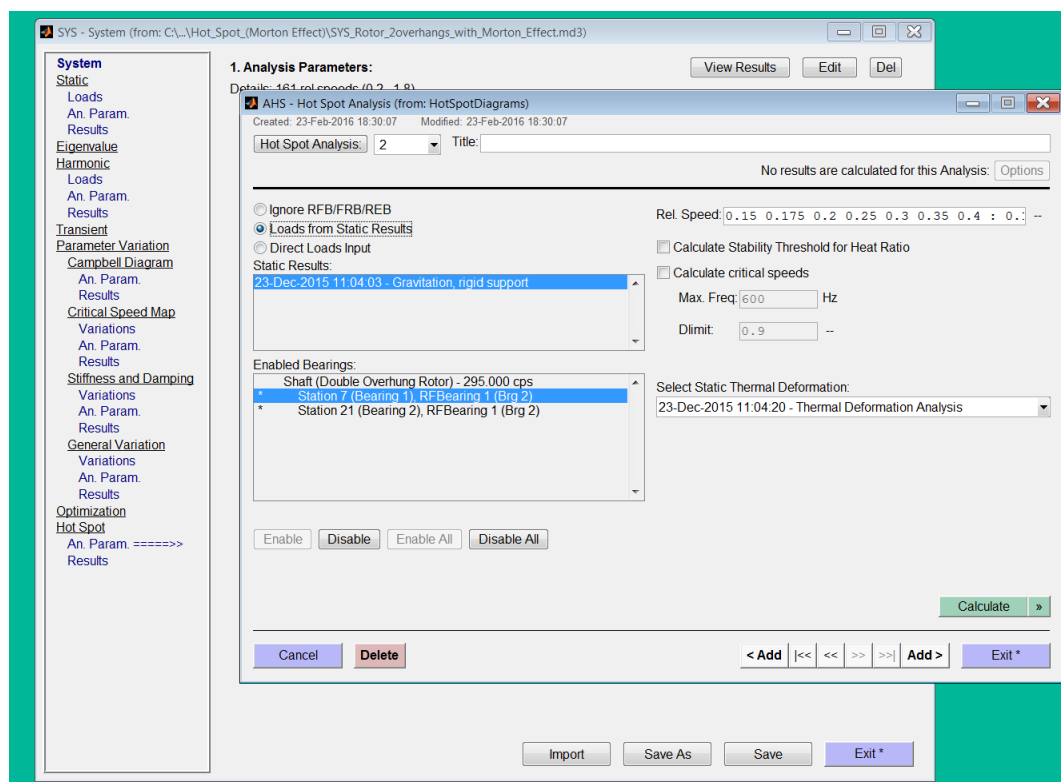 SYS - System (from: C:\...\Hot_Spot_(Morton Effect)\SYS_Rotor_2overhangs_with_Morton_Effect.md3)
System
Static
Loads
An. Param.
Results
Eigenvalue
Harmonic
Loads
An. Param.
Results
Transient
Parameter Variation
Campbell Diagram
An. Param.
Results
Critical Speed Map
Variations
An. Param.
Results
Stiffness and Damping
Variations
An. Param.
Results
General Variation
Variations
An. Param.
Results
Optimization
Hot Spot
An. Param. ====>>
Results
1. Analysis Parameters:
View Results Edit Del
Details: 161 rel speeds (0.2 1.8)
AHS - Hot Spot Analysis (from: HotSpotDiagrams)
Created: 23-Feb-2016 18:30:07 Modified: 23-Feb-2016 18:30:07
Hot Spot Analysis: 2 Title:
No results are calculated for this Analysis: Options
Ignore RFB/FRB/REB
Loads from Static Results
Direct Loads Input
Static Results:
23-Dec-2015 11:04:03 - Gravitation, rigid support
Enabled Bearings:
Shaft (Double Overhung Rotor) - 295.000 cps
* Station 7 (Bearing 1), RFBearing 1 (Brg 2)
* Station 21 (Bearing 2), RFBearing 1 (Brg 2)
Enable Disable Enable All Disable All
Rel. Speed: 0.15 0.175 0.2 0.25 0.3 0.35 0.4 : 0. --
Calculate Stability Threshold for Heat Ratio
Calculate critical speeds
Max. Freq: 600 Hz
Dlimit: 0.9 --
Select Static Thermal Deformation:
23-Dec-2015 11:04:20 - Thermal Deformation Analysis
Calculate »
Cancel Delete < Add |<< << >> >>| Add > Exit *
Import Save As Save Exit *